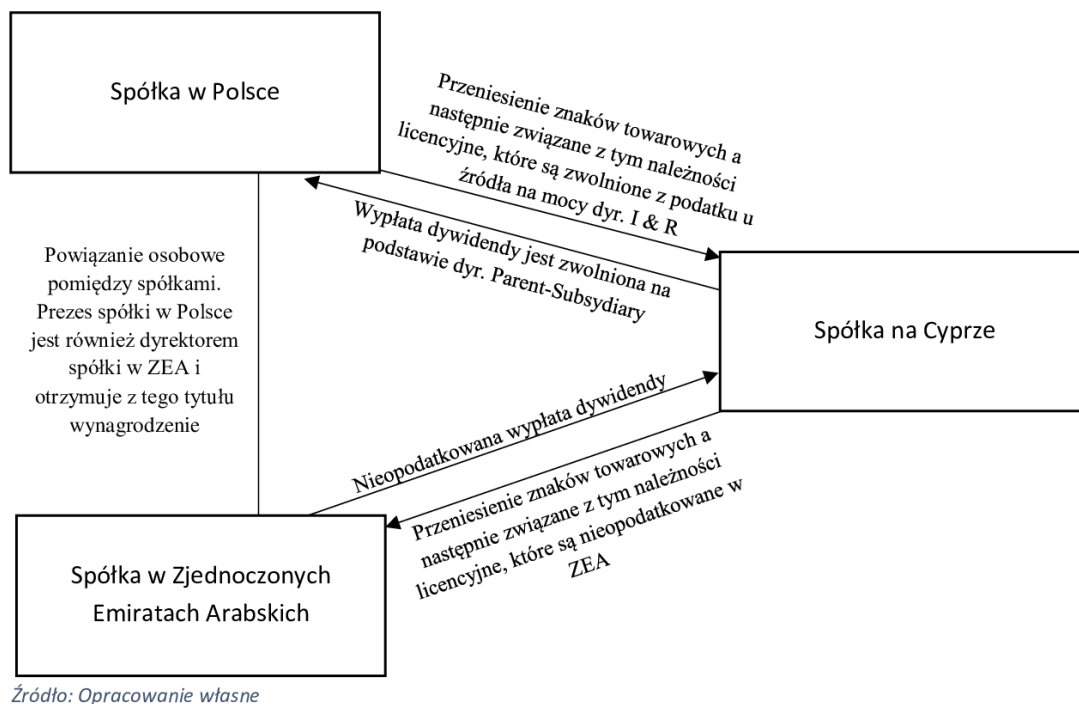 Spółka w Polsce
Przeniesienie znaków towarowych a
następnie związane z tym należności
licencyjne, które są zwolnione z podatku u
źródła na mocy dyr. I & R
Wypłata dywidendy jest zwolniona na
podstawie dyr. Parent-Subsydiary
Powiązanie osobowe
pomiędzy spółkami.
Prezes spółki w Polsce
jest również dyrektorem
spółki w ZEA i
otrzymuje z tego tytułu
wynagrodzenie
Spółka na Cyprze
Nieopodatkowana wypłata dywidendy
Przeniesienie znaków towarowych a
następnie związane z tym należności
licencyjne, które są nieopodatkowane w
ZEA
Spółka w Zjednoczonych
Emiratach Arabskich
Źródło: Opracowanie własne